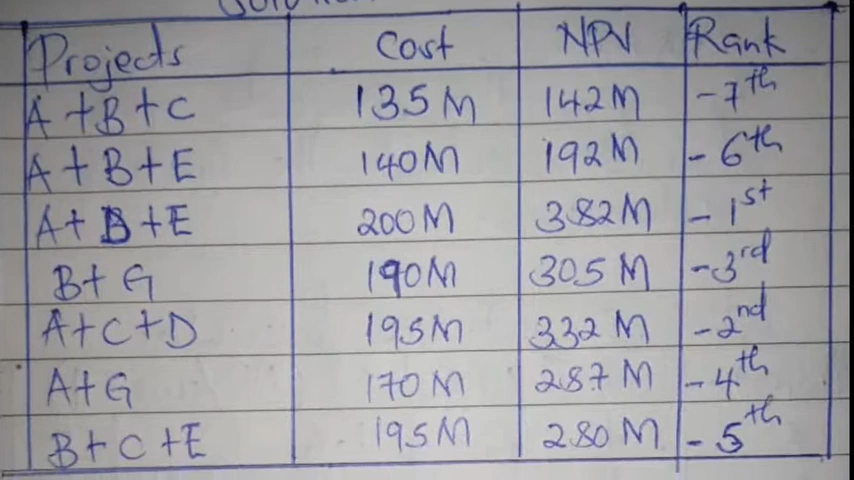 Projects Cost NPV Rank
A+B+C 135M 142M -7th
A+B+E 140M 192M -6th
A+B+E 200M 382M -1st
B+G 190M 305M -3rd
A+C+D 195M 332M -2nd
A+G 170M 287M -4th
B+C+E 195M 280M -5th